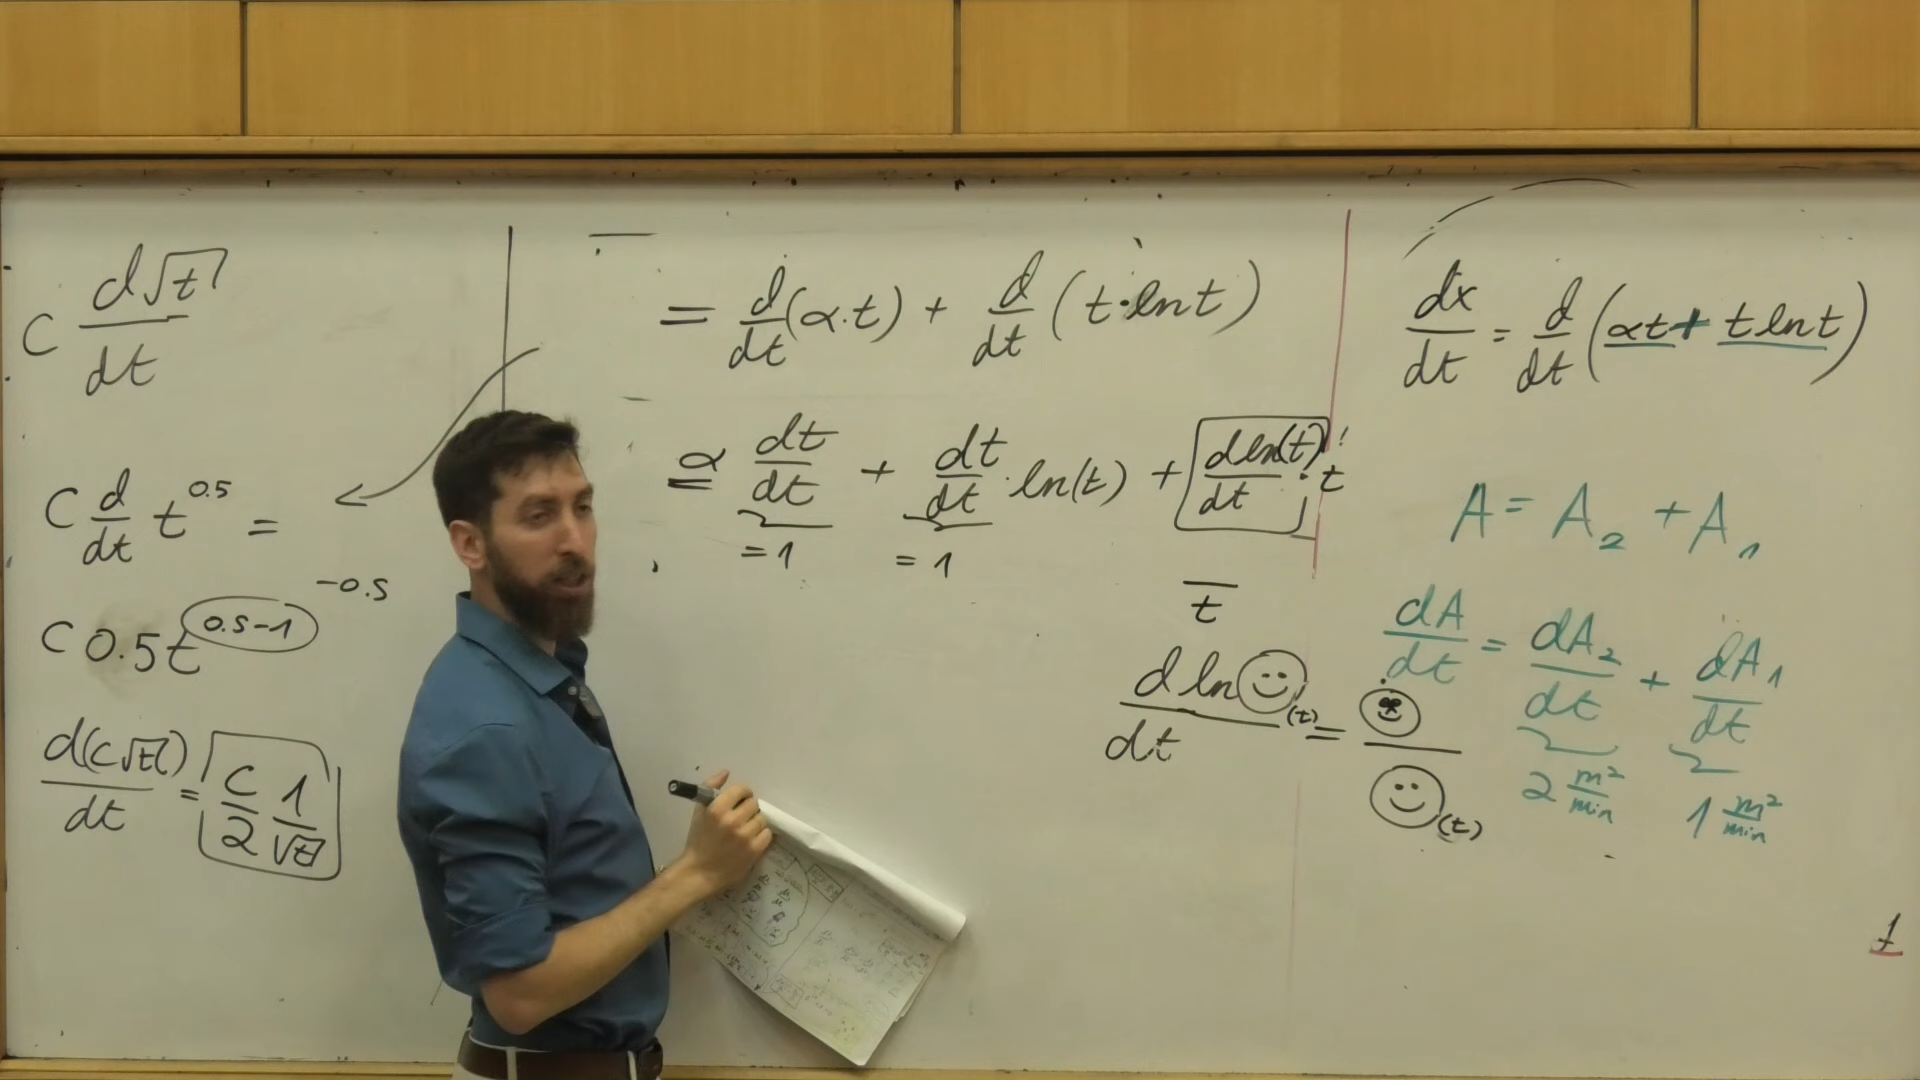 C d√t / dt
C d/dt t^0.5 =
C 0.5 t^(0.5-1) -0.5
d(C√t) / dt = C/2 1/√t
= d/dt (α.t) + d/dt (t·ln t)
= α dt/dt + dt/dt · ln(t) + dln(t)/dt · t !
=1 =1
t
d ln ☺(t) / dt = ☺ / ☺(t)
dx/dt = d/dt (αt + t ln t)
A = A₂ + A₁
dA/dt = dA₂/dt + dA₁/dt
2 m²/min 1 m²/min
1